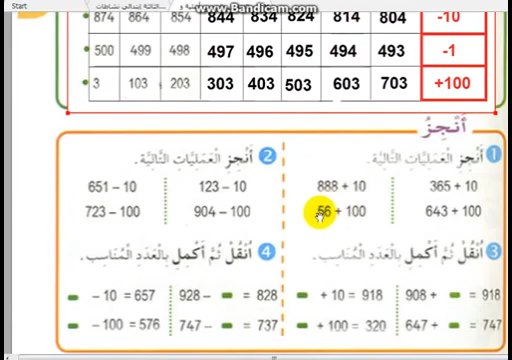 www.Bandicam.com
874 864 854 844 834 824 814 804 -10
500 499 498 497 496 495 494 493 -1
3 103 203 303 403 503 603 703 +100
أُنْجِزُ
1 أُنْجِزُ الْعَمَلِيَّاتِ التَّالِيَةَ.
888 + 10 365 + 10
56 + 100 643 + 100
2 أُنْجِزُ الْعَمَلِيَّاتِ التَّالِيَةَ.
651 – 10 123 – 10
723 – 100 904 – 100
3 أَنْقُلُ ثُمَّ أُكْمِلُ بِالْعَدَدِ الْمُنَاسِبِ.
+ 10 = 918 908 + = 918
+ 100 = 320 647 + = 747
4 أَنْقُلُ ثُمَّ أُكْمِلُ بِالْعَدَدِ الْمُنَاسِبِ.
– 10 = 657 928 – = 828
– 100 = 576 747 – = 737